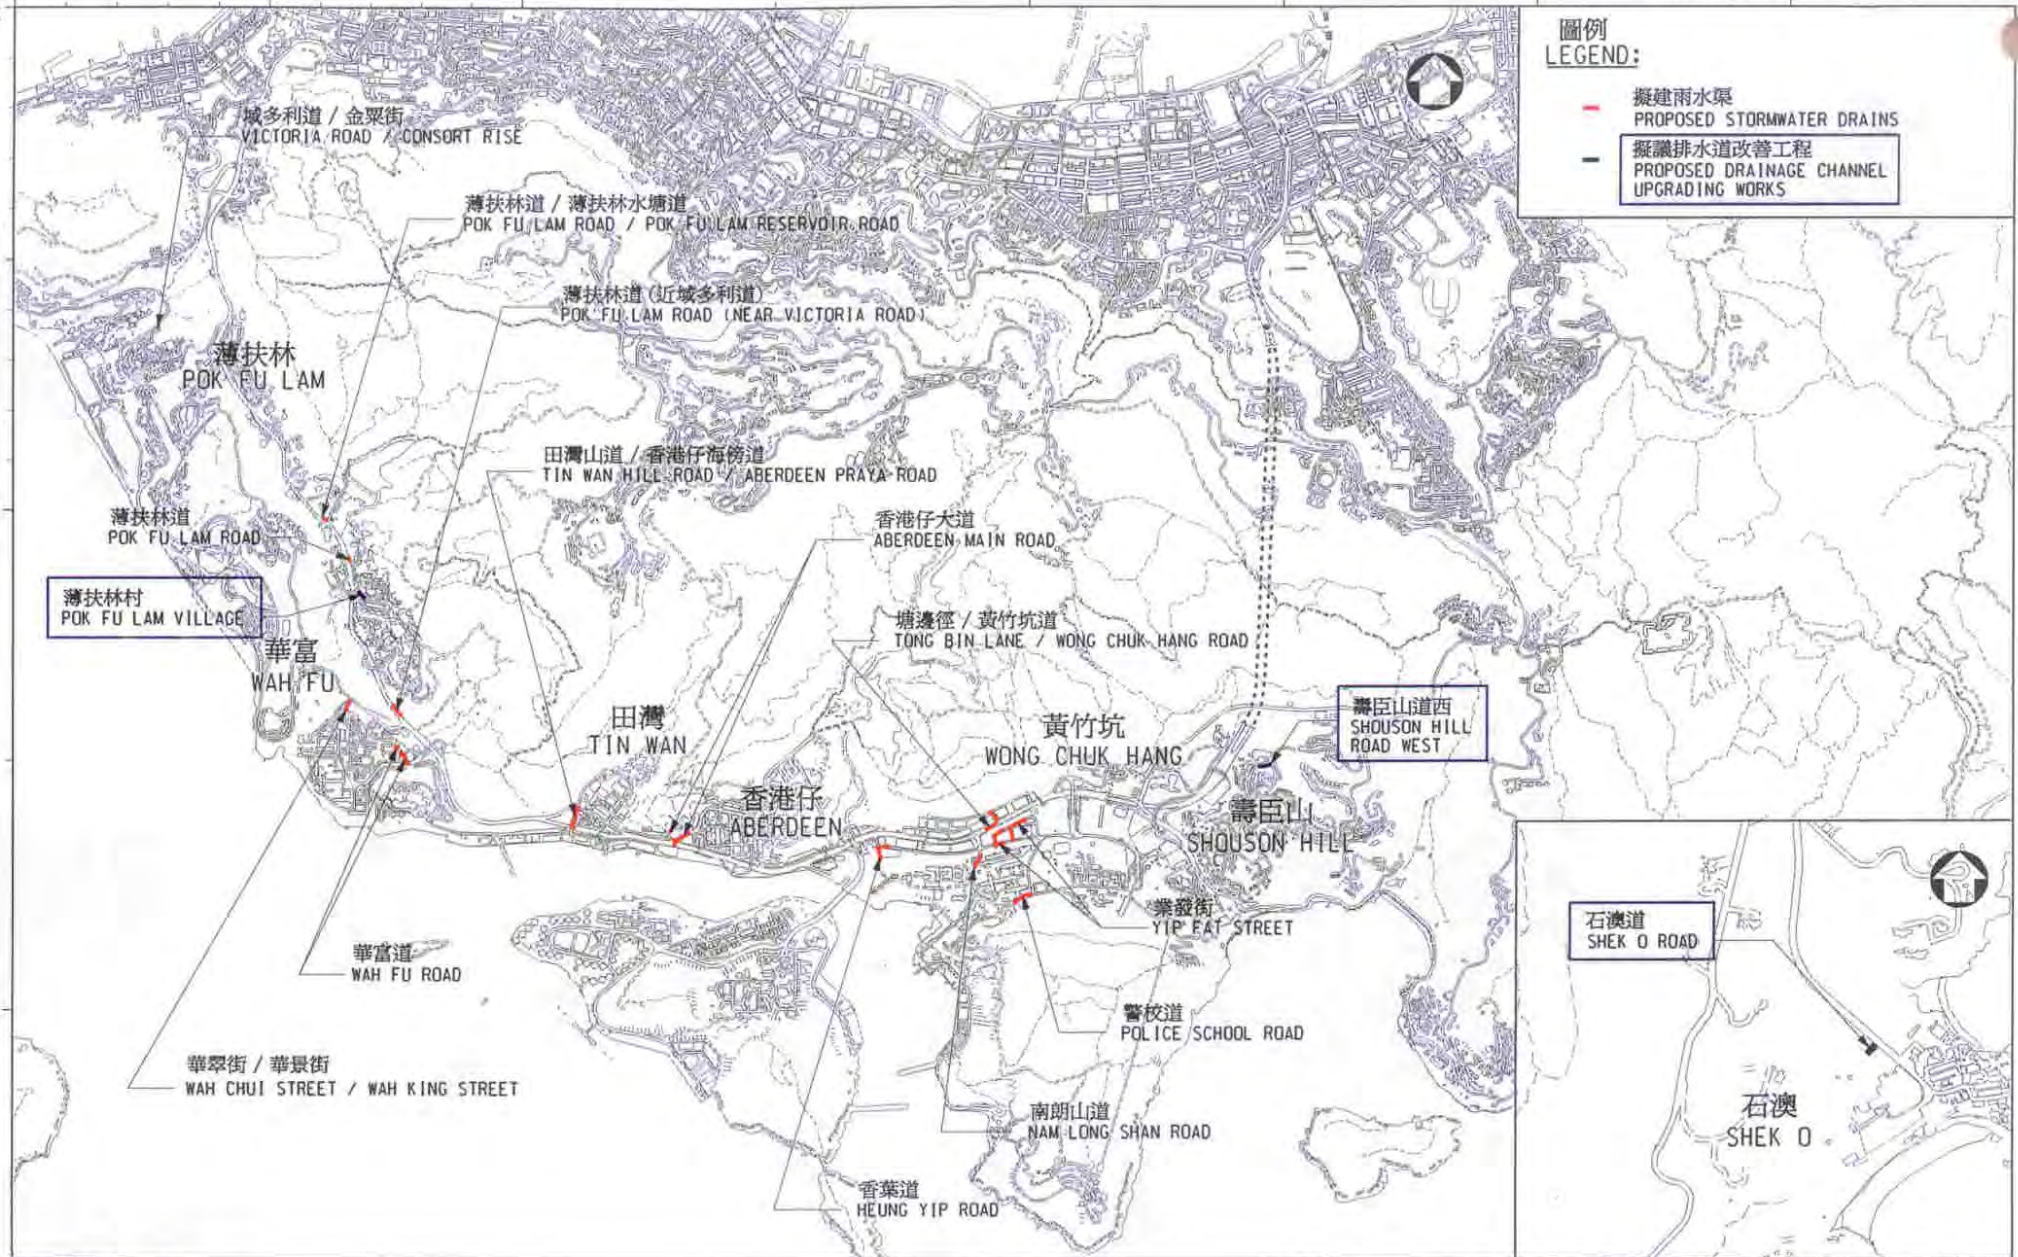 圖例
LEGEND:
擬建雨水渠
PROPOSED STORMWATER DRAINS
擬議排水道改善工程
PROPOSED DRAINAGE CHANNEL
UPGRADING WORKS
域多利道 / 金粟街
VICTORIA ROAD / CONSORT RISE
薄扶林道 / 薄扶林水塘道
POK FU LAM ROAD / POK FU LAM RESERVOIR ROAD
薄扶林道 (近域多利道)
POK FU LAM ROAD (NEAR VICTORIA ROAD)
薄扶林
POK FU LAM
田灣山道 / 香港仔海傍道
TIN WAN HILL ROAD / ABERDEEN PRAYA ROAD
薄扶林道
POK FU LAM ROAD
香港仔大道
ABERDEEN MAIN ROAD
薄扶林村
POK FU LAM VILLAGE
塘邊徑 / 黃竹坑道
TONG BIN LANE / WONG CHUK HANG ROAD
華富
WAH FU
田灣
TIN WAN
黃竹坑
WONG CHUK HANG
壽臣山道西
SHOUSON HILL
ROAD WEST
香港仔
ABERDEEN
壽臣山
SHOUSON HILL
業發街
YIP FAT STREET
石澳道
SHEK O ROAD
華富道
WAH FU ROAD
警校道
POLICE SCHOOL ROAD
華翠街 / 華景街
WAH CHUI STREET / WAH KING STREET
南朗山道
NAM LONG SHAN ROAD
石澳
SHEK O
香葉道
HEUNG YIP ROAD